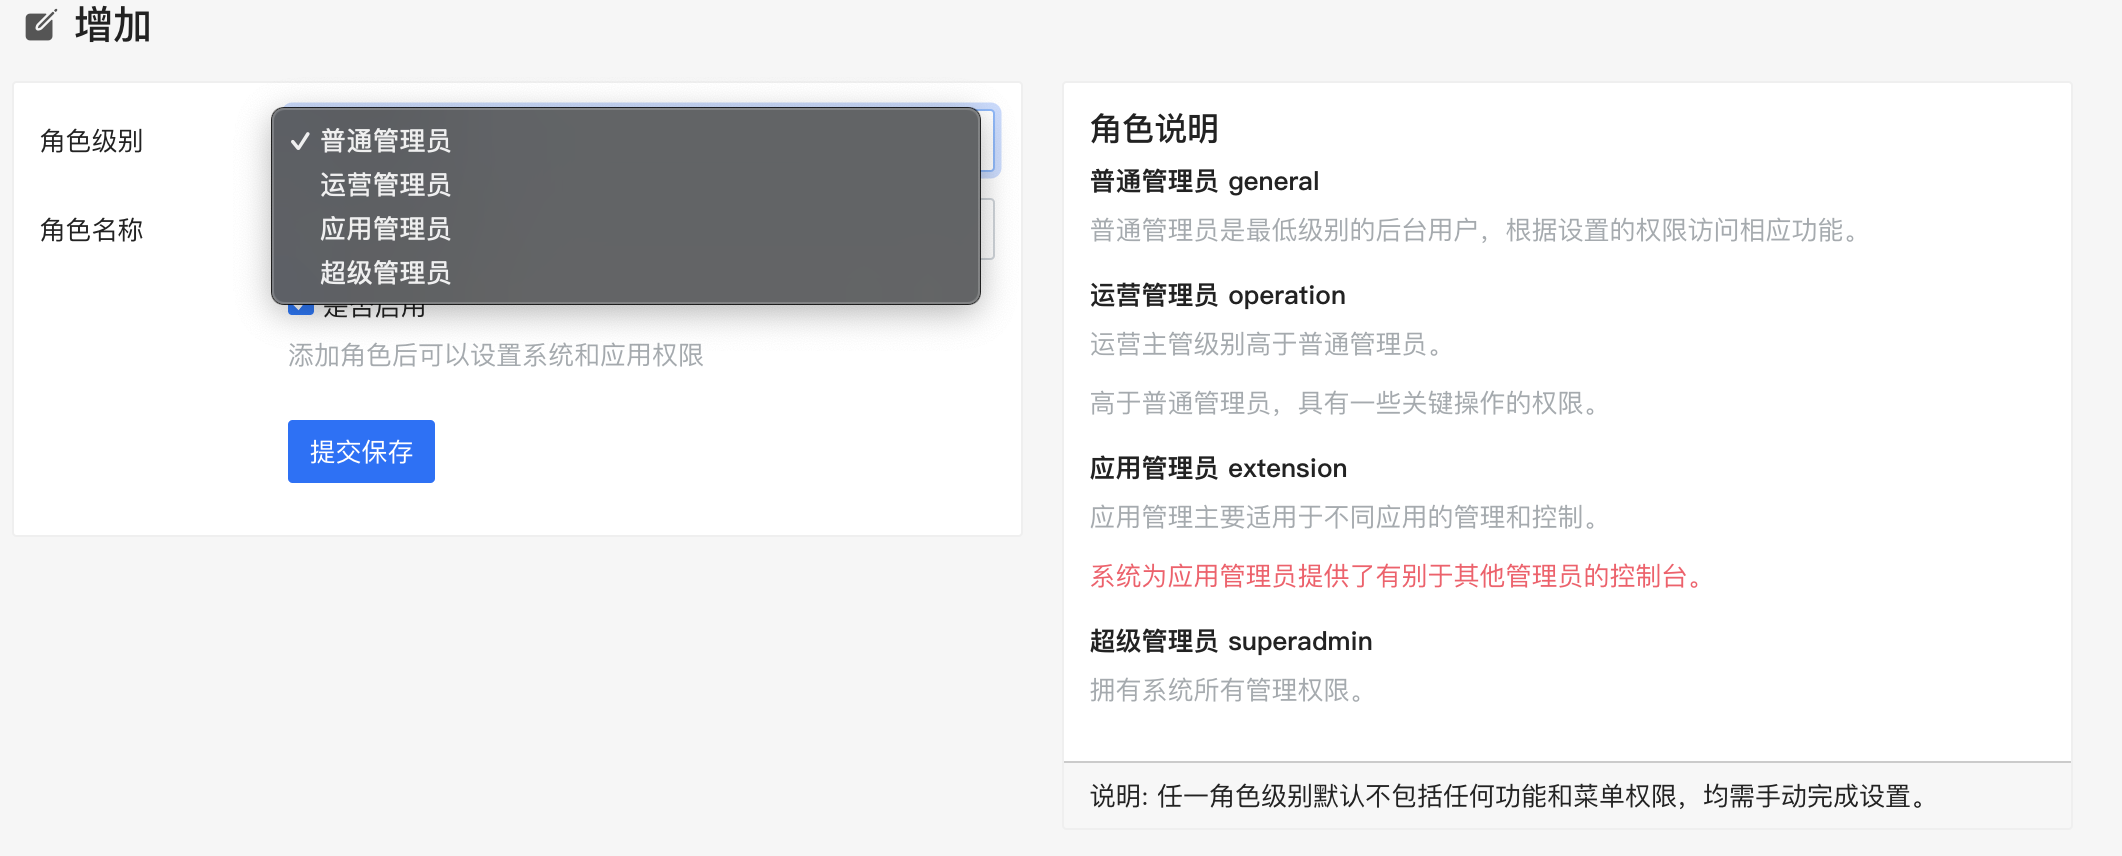 增加
角色级别
普通管理员
运营管理员
应用管理员
超级管理员
角色名称
是否启用
添加角色后可以设置系统和应用权限
提交保存
角色说明
普通管理员 general
普通管理员是最低级别的后台用户，根据设置的权限访问相应功能。
运营管理员 operation
运营主管级别高于普通管理员。
高于普通管理员，具有一些关键操作的权限。
应用管理员 extension
应用管理主要适用于不同应用的管理和控制。
系统为应用管理员提供了有别于其他管理员的控制台。
超级管理员 superadmin
拥有系统所有管理权限。
说明: 任一角色级别默认不包括任何功能和菜单权限，均需手动完成设置。